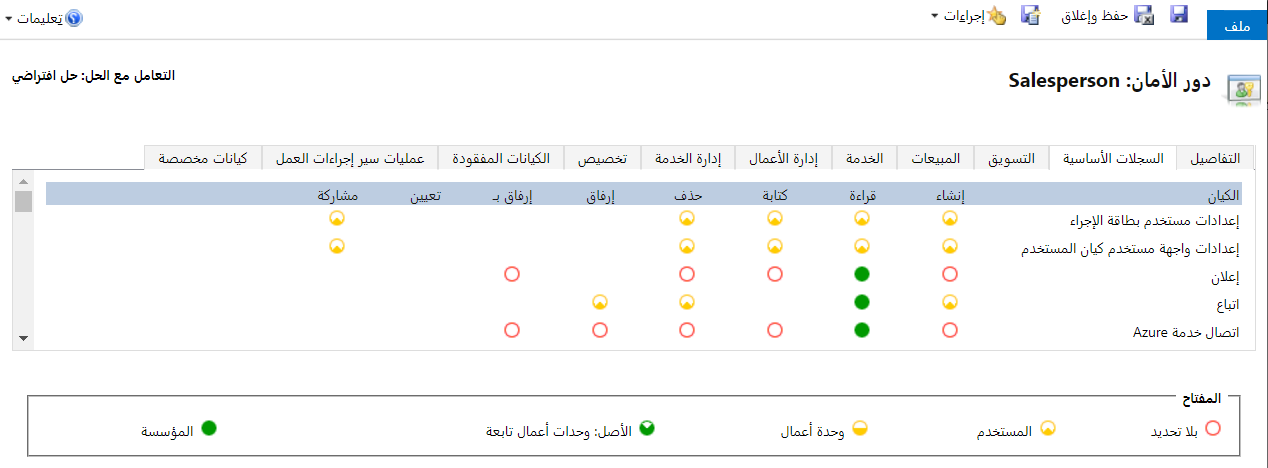 ملف
حفظ وإغلاق
إجراءات
تعليمات
دور الأمان: Salesperson
التعامل مع الحل: حل افتراضي
التفاصيل السجلات الأساسية التسويق المبيعات الخدمة إدارة الأعمال إدارة الخدمة تخصيص الكيانات المفقودة عمليات سير إجراءات العمل كيانات مخصصة
الكيان إنشاء قراءة كتابة حذف إرفاق إرفاق بـ تعيين مشاركة
إعدادات مستخدم بطاقة الإجراء
إعدادات واجهة مستخدم كيان المستخدم
إعلان
اتباع
اتصال خدمة Azure
المفتاح
بلا تحديد المستخدم وحدة أعمال الأصل: وحدات أعمال تابعة المؤسسة